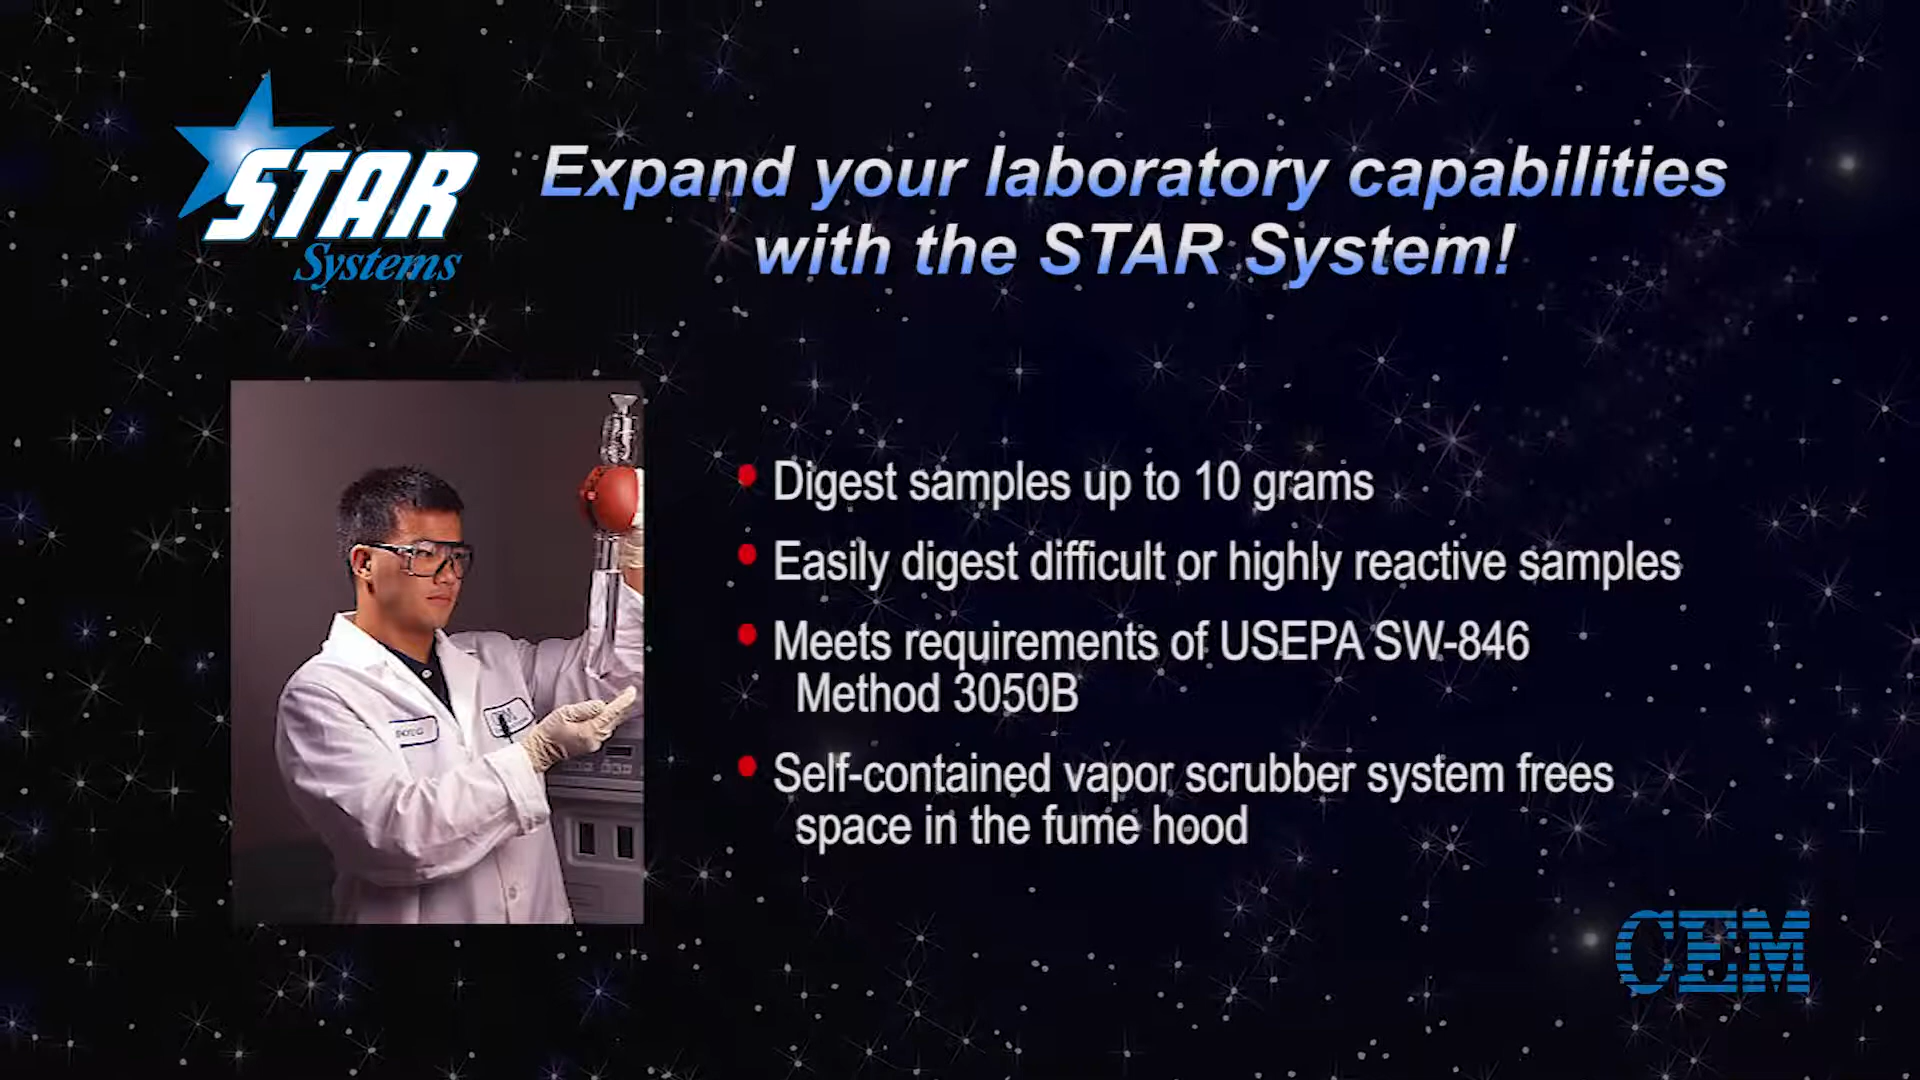 STAR
Systems
Expand your laboratory capabilities
with the STAR System!
• Digest samples up to 10 grams
• Easily digest difficult or highly reactive samples
• Meets requirements of USEPA SW-846
Method 3050B
• Self-contained vapor scrubber system frees
space in the fume hood
CEM